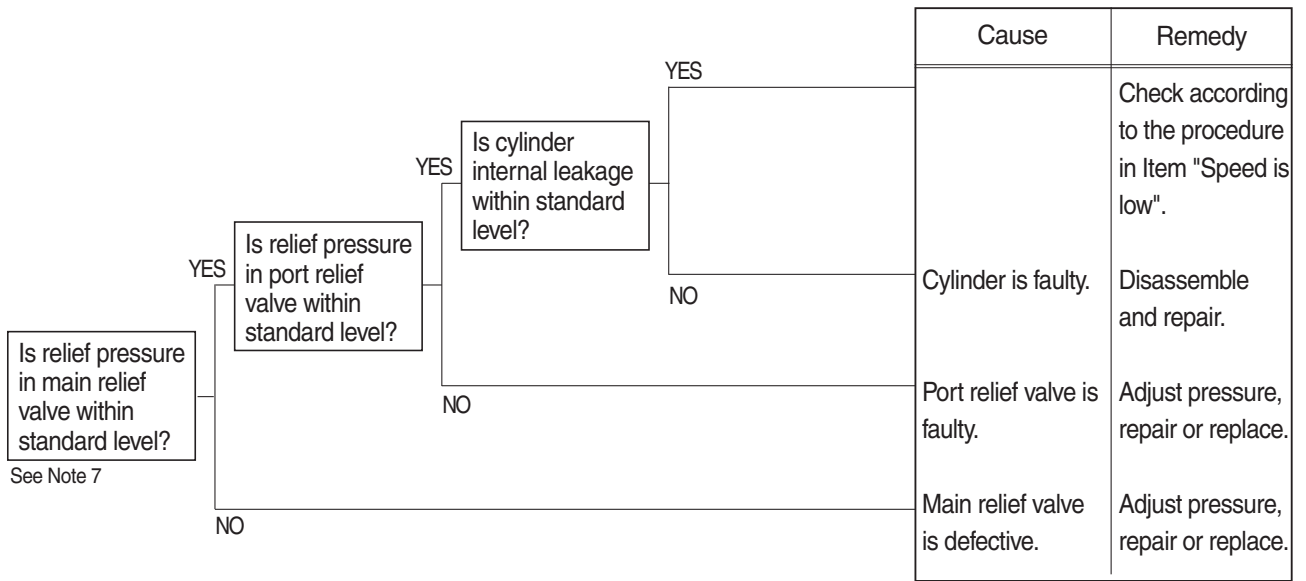 Cause
Remedy
YES
Check according
to the procedure
in Item "Speed is
low".
Is cylinder
internal leakage
within standard
level?
YES
NO
Cylinder is faulty.
Disassemble
and repair.
Is relief pressure
in port relief
valve within
standard level?
YES
NO
Port relief valve is
faulty.
Adjust pressure,
repair or replace.
Is relief pressure
in main relief
valve within
standard level?
See Note 7
NO
Main relief valve
is defective.
Adjust pressure,
repair or replace.